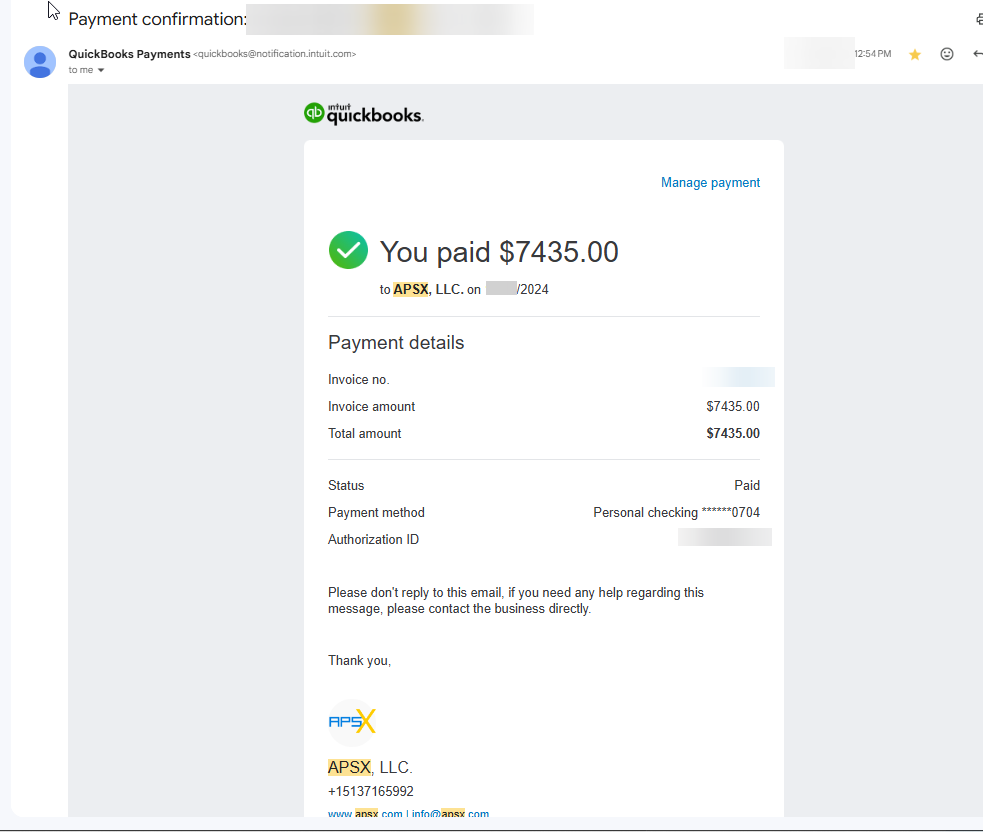 Payment confirmation:
QuickBooks Payments <quickbooks@notification.intuit.com>
12:54 PM
to me
intuit
qb quickbooks.
Manage payment
You paid $7435.00
to APSX, LLC. on /2024
Payment details
Invoice no.
Invoice amount $7435.00
Total amount $7435.00
Status Paid
Payment method Personal checking ******0704
Authorization ID
Please don't reply to this email, if you need any help regarding this
message, please contact the business directly.
Thank you,
APSX
APSX, LLC.
+15137165992
www.apsx.com | info@apsx.com